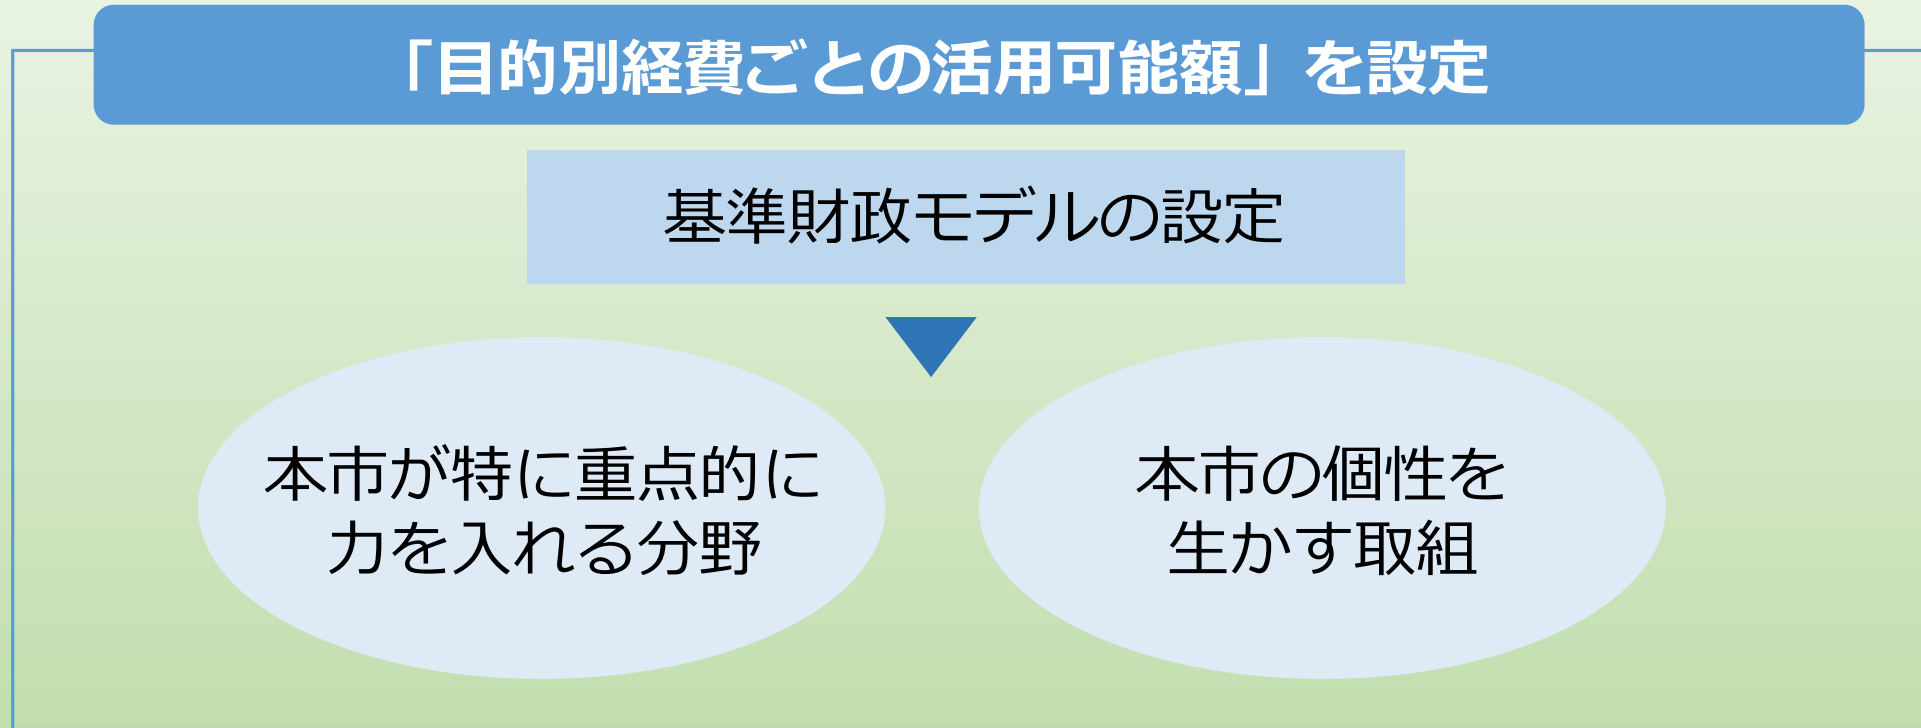 「目的別経費ごとの活用可能額」を設定
基準財政モデルの設定
本市が特に重点的に
力を入れる分野
本市の個性を
生かす取組